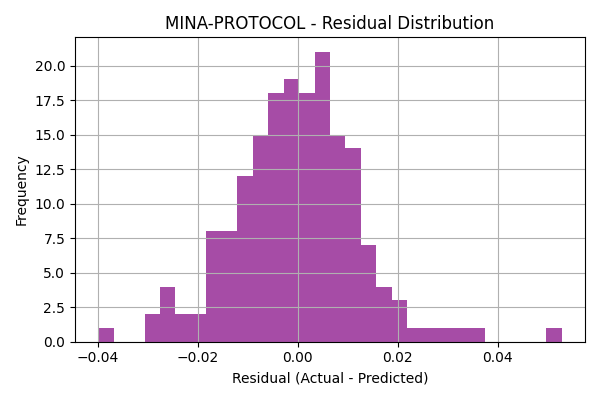 MINA-PROTOCOL - Residual Distribution
Frequency
20.0
17.5
15.0
12.5
10.0
7.5
5.0
2.5
0.0
−0.04 −0.02 0.00 0.02 0.04
Residual (Actual - Predicted)